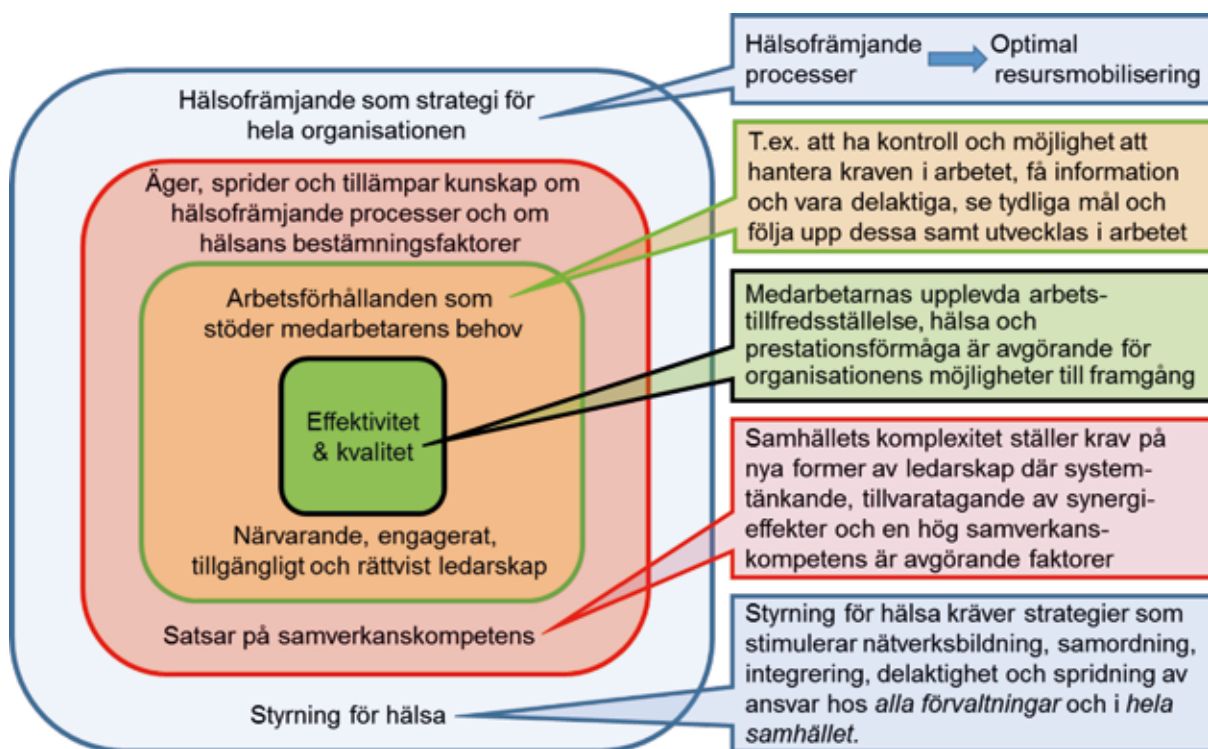 Hälsofrämjande som strategi för
hela organisationen
Äger, sprider och tillämpar kunskap om
hälsofrämjande processer och om
hälsans bestämningsfaktorer
Arbetsförhållanden som
stöder medarbetarens behov
Effektivitet
& kvalitet
Närvarande, engagerat,
tillgängligt och rättvist ledarskap
Satsar på samverkanskompetens
Styrning för hälsa
Hälsofrämjande
processer
Optimal
resursmobilisering
T.ex. att ha kontroll och möjlighet att
hantera kraven i arbetet, få information
och vara delaktiga, se tydliga mål och
följa upp dessa samt utvecklas i arbetet
Medarbetarnas upplevda arbets-
tillfredsställelse, hälsa och
prestationsförmåga är avgörande för
organisationens möjligheter till framgång
Samhällets komplexitet ställer krav på
nya former av ledarskap där system-
tänkande, tillvaratagande av synergi-
effekter och en hög samverkans-
kompetens är avgörande faktorer
Styrning för hälsa kräver strategier som
stimulerar nätverksbildning, samordning,
integrering, delaktighet och spridning av
ansvar hos alla förvaltningar och i hela
samhället.